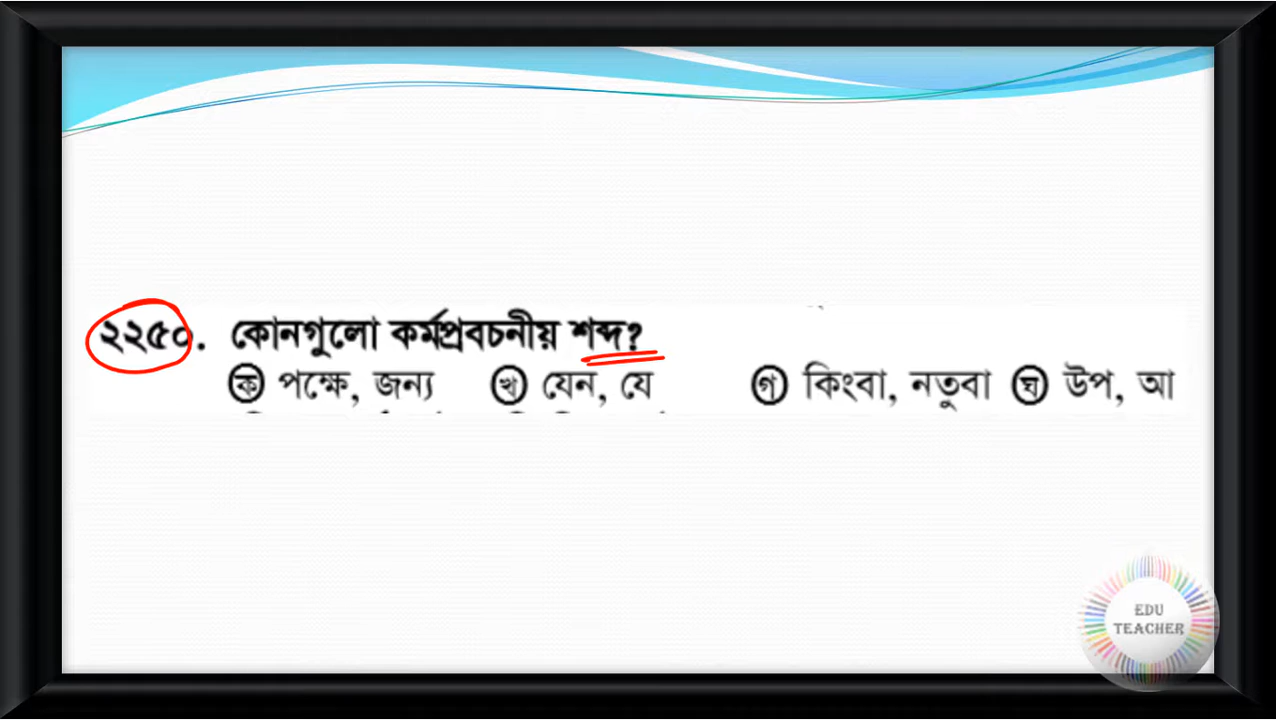 ২২৫০. কোনগুলো কর্মপ্রবচনীয় শব্দ?
ক পক্ষে, জন্য খ যেন, যে গ কিংবা, নতুবা ঘ উপ, আ
EDU
TEACHER